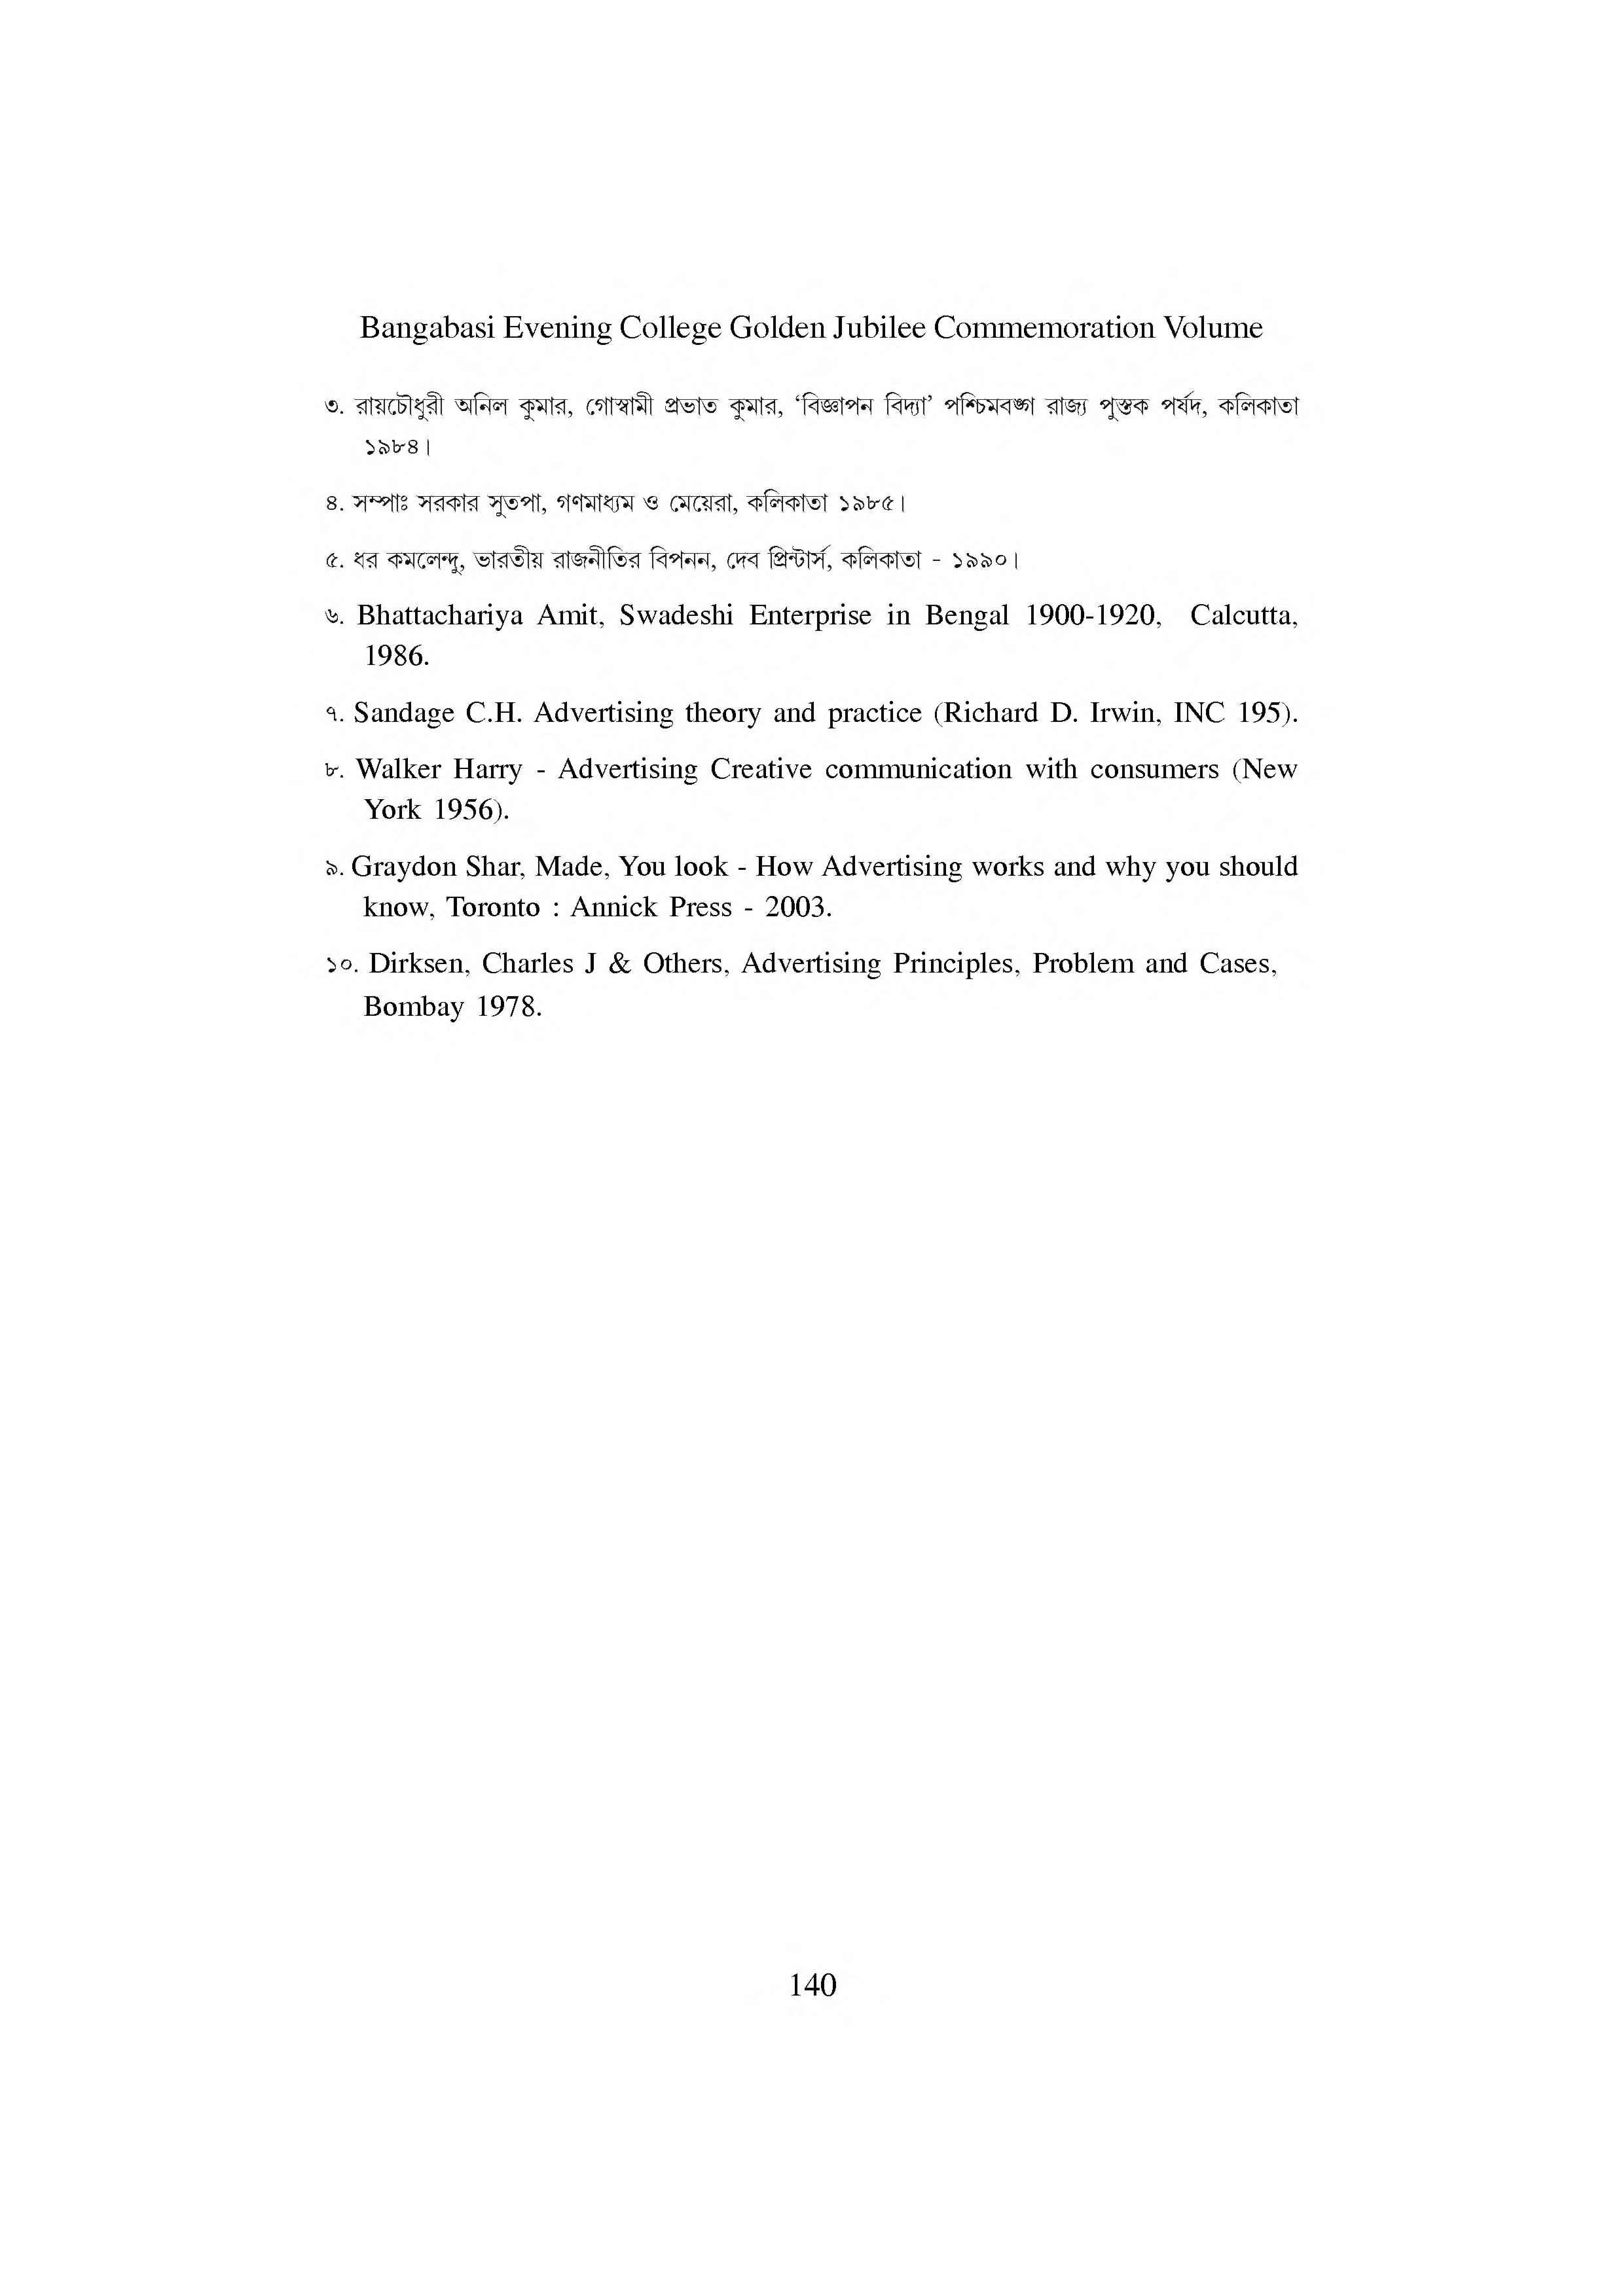 Bangabasi Evening College Golden Jubilee Commemoration Volume
৩. রায়চৌধুরী অনিল কুমার, গোস্বামী প্রভাত কুমার, ‘বিজ্ঞাপন বিদ্যা’ পশ্চিমবঙ্গ রাজ্য পুস্তক পর্ষদ, কলিকাতা
১৯৮৪।
৪. সম্পাঃ সরকার সুতপা, গণমাধ্যম ও মেয়েরা, কলিকাতা ১৯৮৫।
৫. ধর কমলেন্দু, ভারতীয় রাজনীতির বিপনন, দেব প্রিন্টার্স, কলিকাতা - ১৯৯০।
৬. Bhattachariya Amit, Swadeshi Enterprise in Bengal 1900-1920, Calcutta,
1986.
৭. Sandage C.H. Advertising theory and practice (Richard D. Irwin, INC 195).
৮. Walker Harry - Advertising Creative communication with consumers (New
York 1956).
৯. Graydon Shar, Made, You look - How Advertising works and why you should
know, Toronto : Annick Press - 2003.
১০. Dirksen, Charles J & Others, Advertising Principles, Problem and Cases,
Bombay 1978.
140